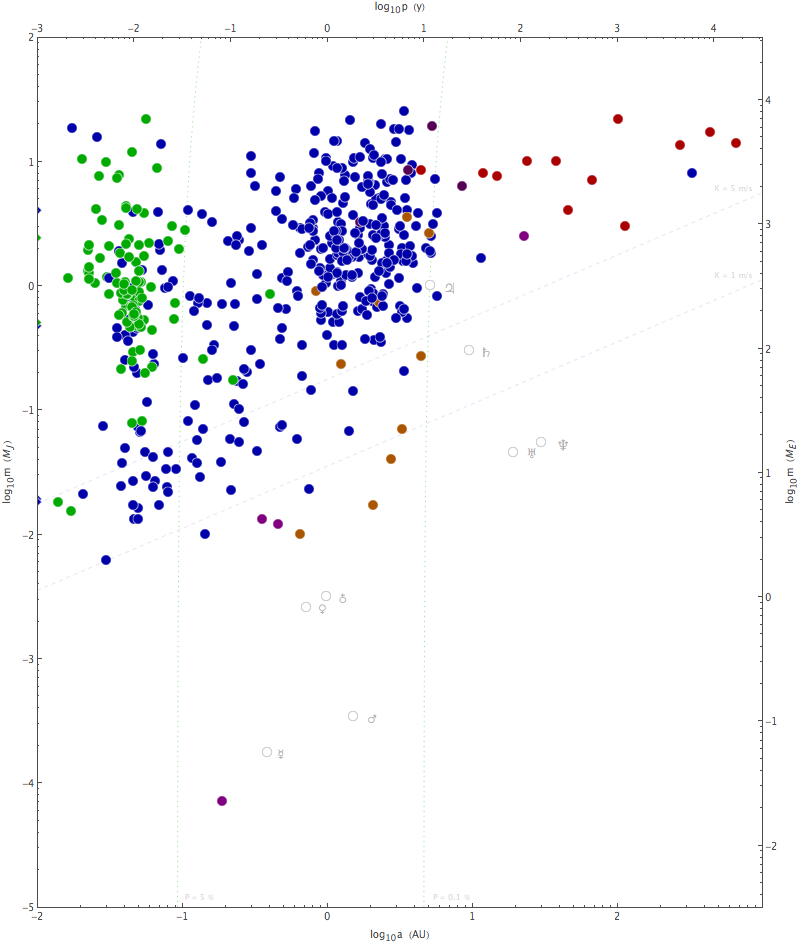 log₁₀p (y)
−3 −2 −1 0 1 2 3 4
2
4
1
K = 5 m/s
3
K = 1 m/s
0
♃
2
♄
−1
♅ ♆
1
−2
0
♁
♀
−3
♂
−1
☿
−4
−2
P = 5 % P = 0.1 %
−5
−2 −1 0 1 2
log₁₀a (AU)
log₁₀m (M_J)
log₁₀m (M_E)